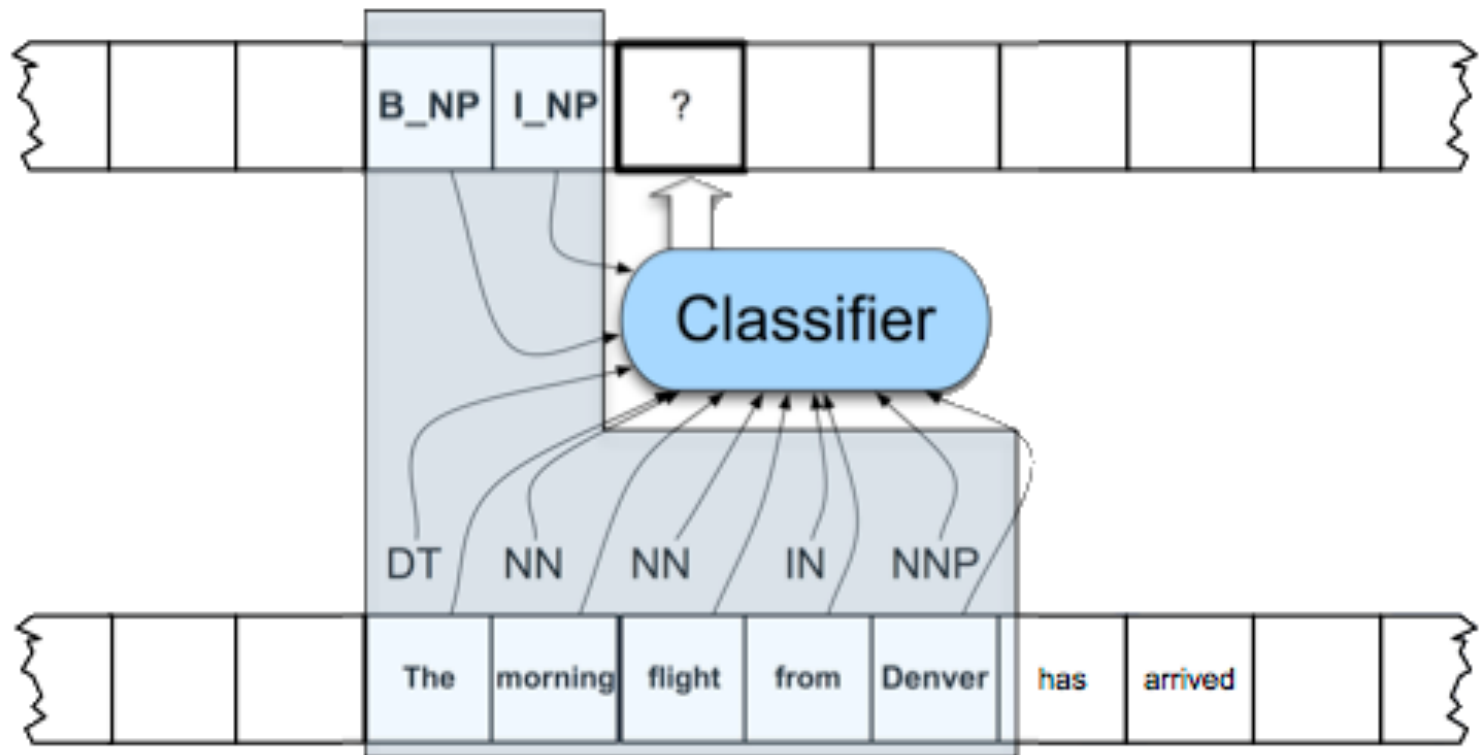 B_NP I_NP ?
Classifier
DT NN NN IN NNP
The morning flight from Denver has arrived